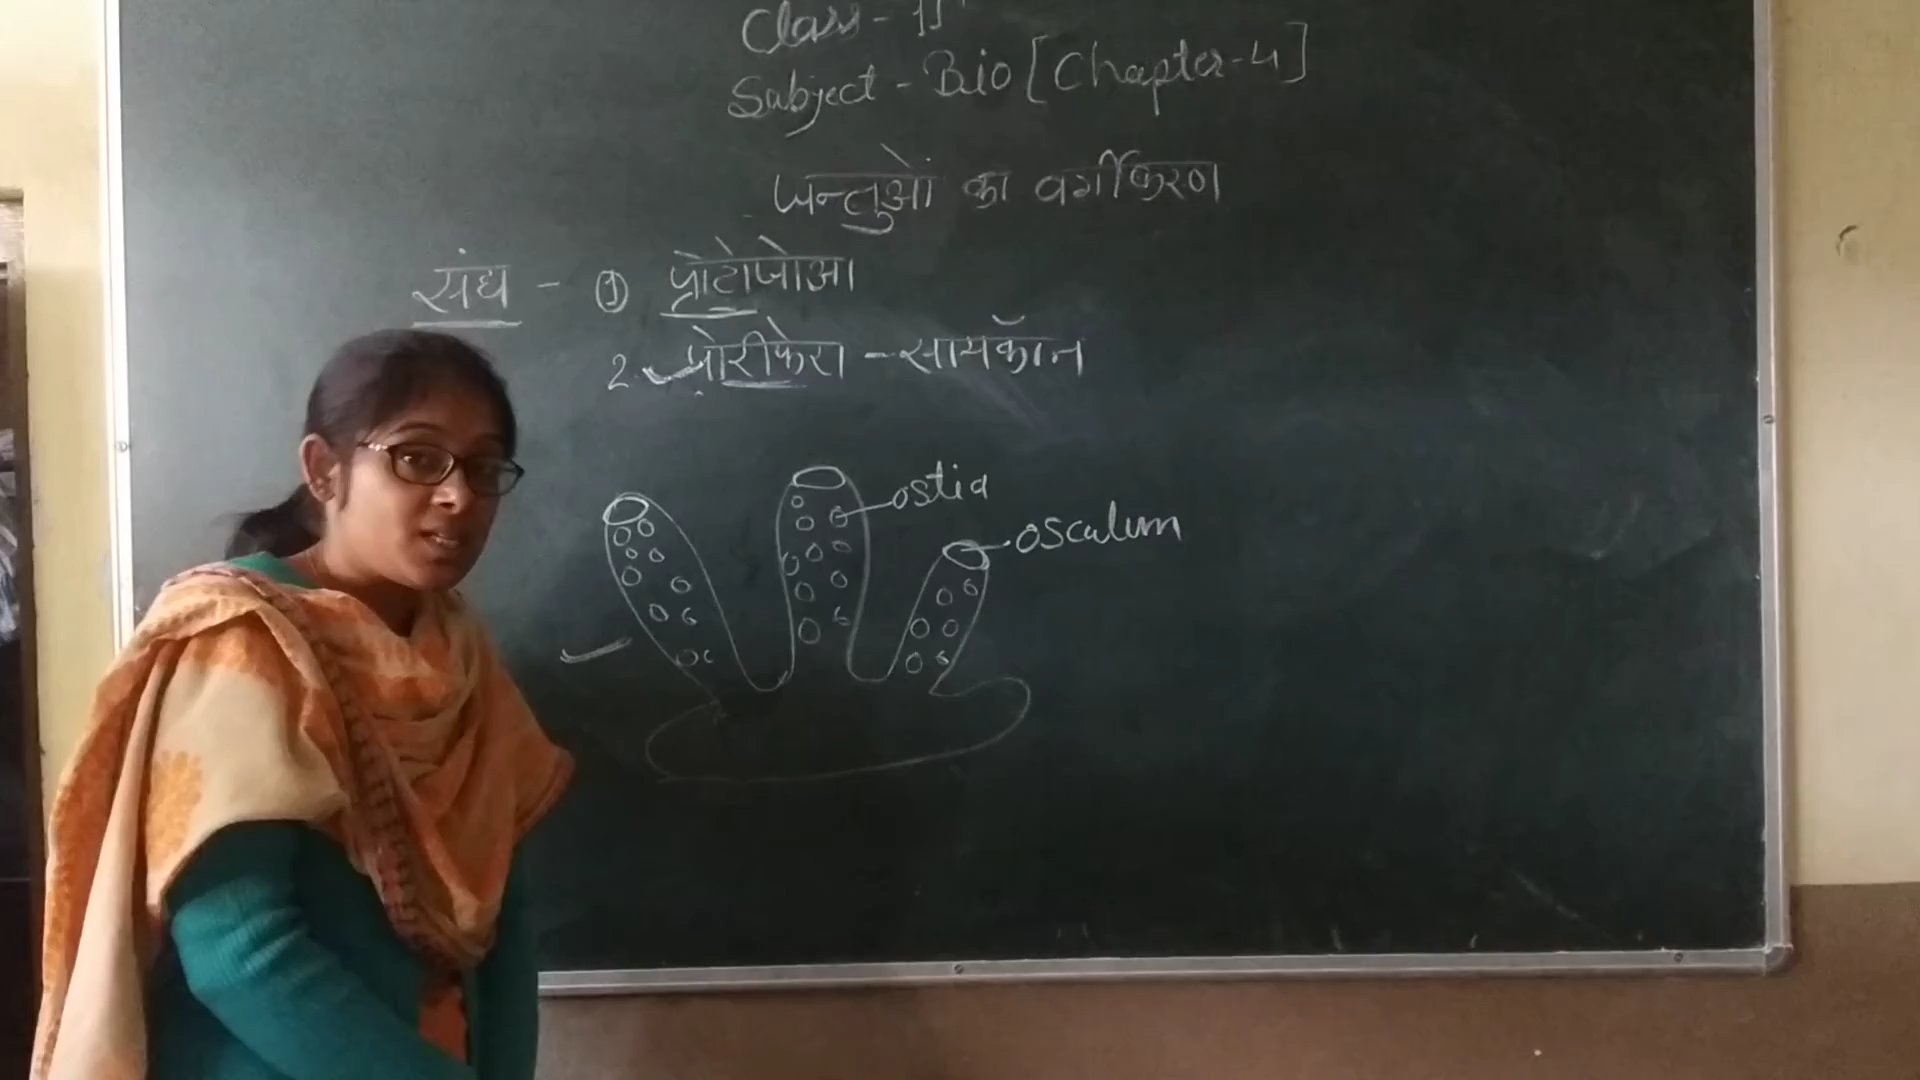 Class - 11
Subject - Bio [Chapter-4]
जन्तुओं का वर्गीकरण
संघ - ① प्रोटोजोआ
2. पोरीफेरा - सायकॉन
ostia
osculum